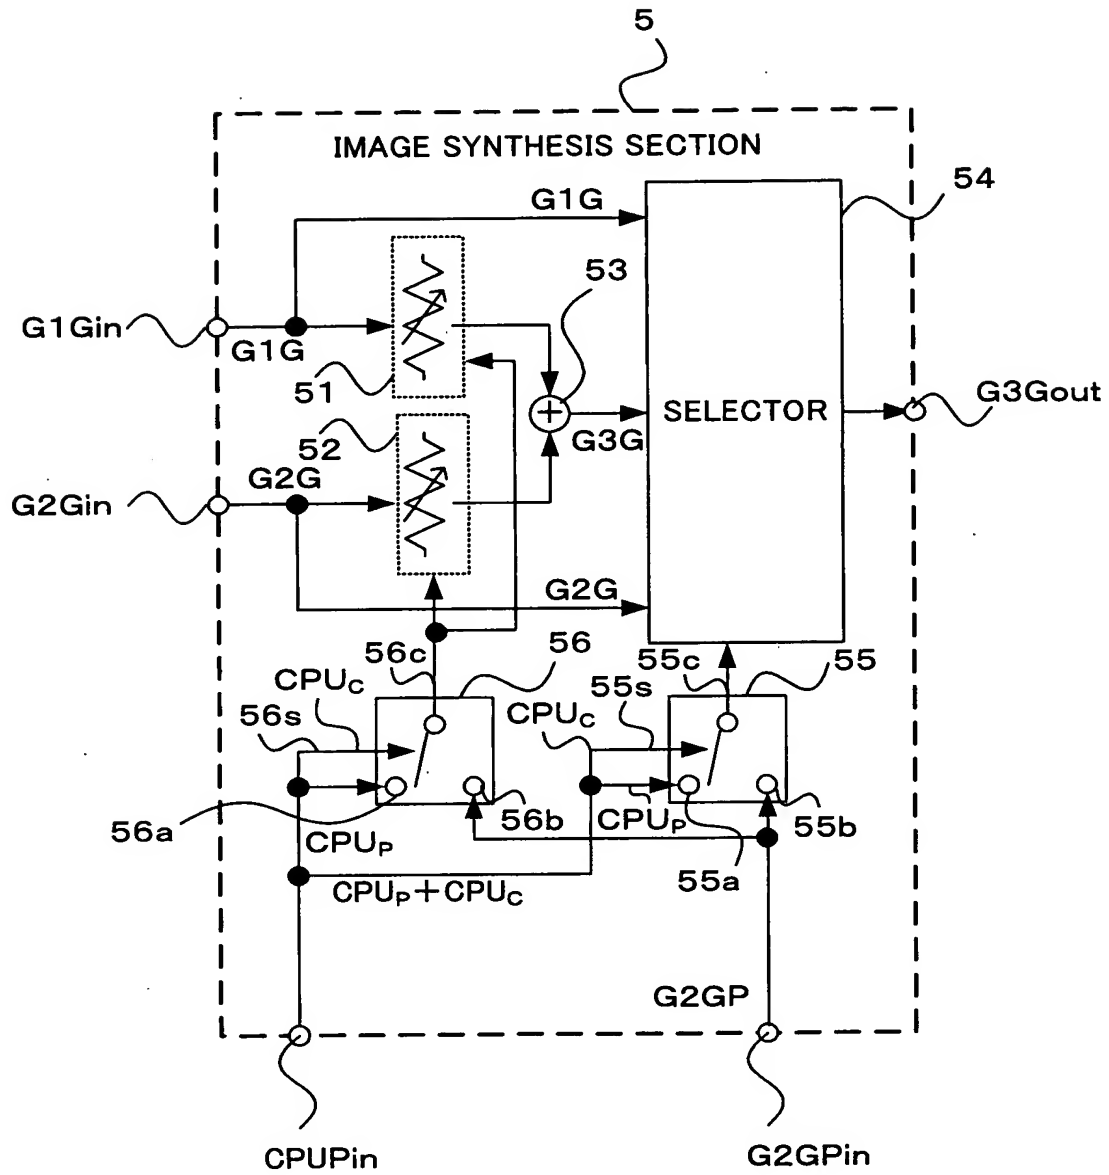 5
IMAGE SYNTHESIS SECTION
54
G1G
53
G1Gin
G1G
51
G3Gout
SELECTOR
52
G3G
G2G
G2Gin
G2G
56c
56
55c
55
CPUC
55s
56s
CPUC
56a
56b
55b
CPUP
CPUP
55a
CPUP+CPUC
G2GP
CPUPin
G2GPin